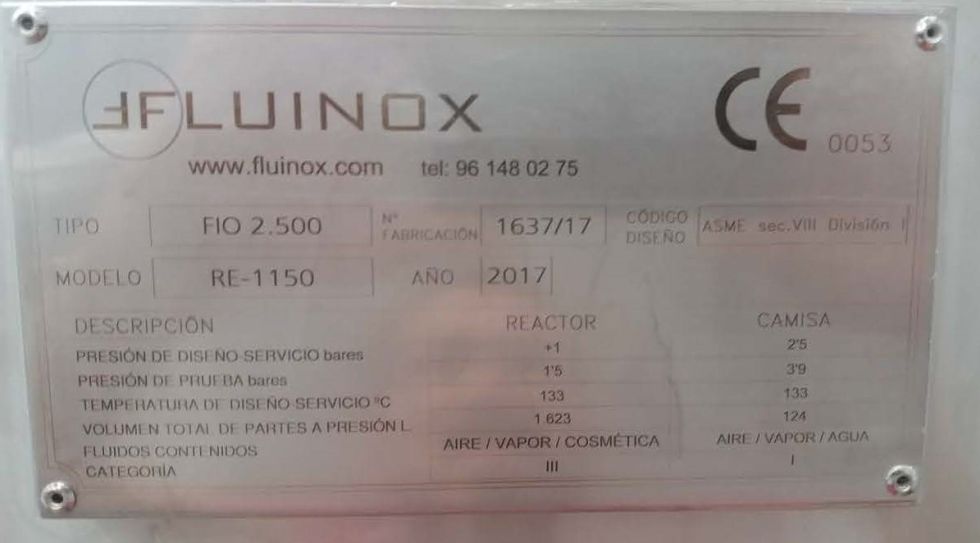 FLUINOX
CE 0053
www.fluinox.com tel: 96 148 02 75
TIPO FIO 2.500 Nº FABRICACIÓN 1637/17 CÓDIGO DISEÑO ASME sec.VIII División I
MODELO RE-1150 AÑO 2017
DESCRIPCIÓN REACTOR CAMISA
PRESIÓN DE DISEÑO SERVICIO bares +1 2'5
PRESIÓN DE PRUEBA bares 1'5 3'9
TEMPERATURA DE DISEÑO SERVICIO ºC 133 133
VOLUMEN TOTAL DE PARTES A PRESIÓN L 1.623 124
FLUIDOS CONTENIDOS AIRE / VAPOR / COSMÉTICA AIRE / VAPOR / AGUA
CATEGORÍA III I